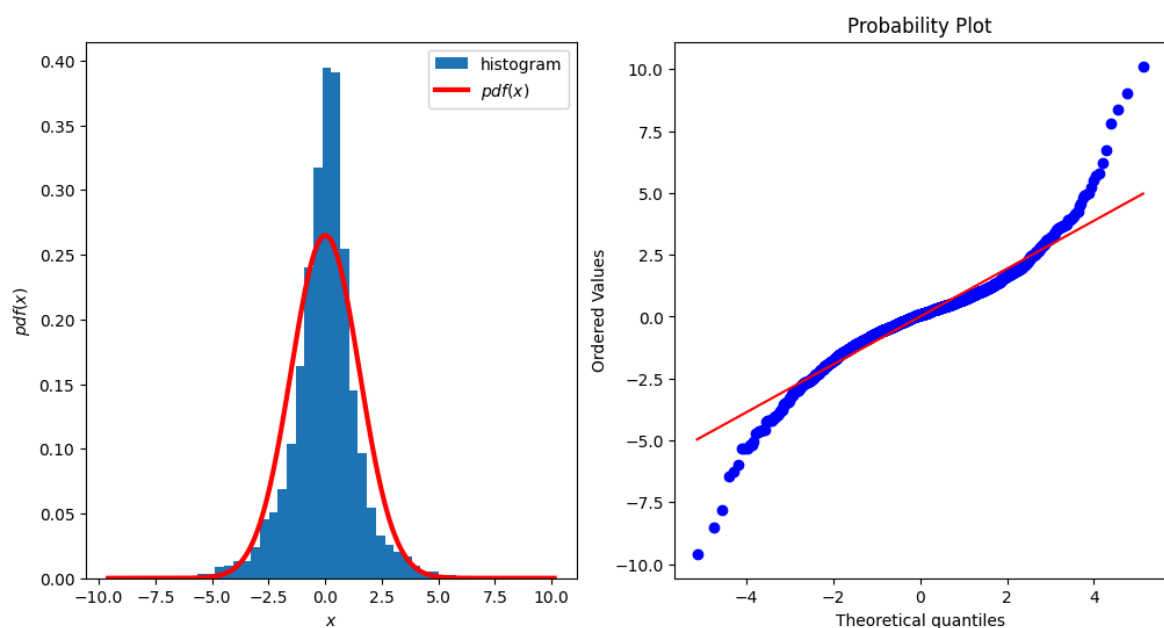 Probability Plot
histogram
pdf(x)
0.40
0.35
0.30
0.25
0.20
0.15
0.10
0.05
0.00
pdf(x)
−10.0 −7.5 −5.0 −2.5 0.0 2.5 5.0 7.5 10.0
x
10.0
7.5
5.0
2.5
0.0
−2.5
−5.0
−7.5
−10.0
Ordered Values
−4 −2 0 2 4
Theoretical quantiles